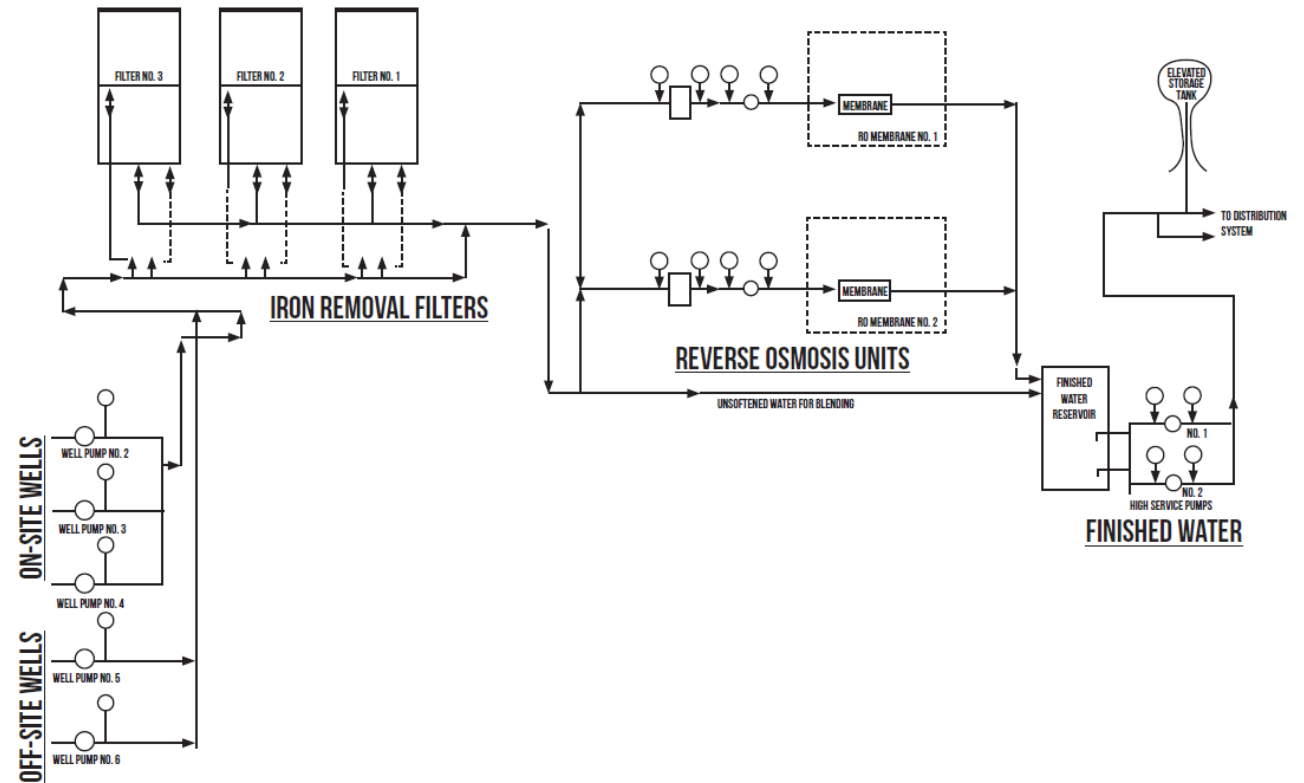 FILTER NO. 3
FILTER NO. 2
FILTER NO. 1
IRON REMOVAL FILTERS
MEMBRANE
RO MEMBRANE NO. 1
MEMBRANE
RO MEMBRANE NO. 2
REVERSE OSMOSIS UNITS
UNSOFTENED WATER FOR BLENDING
ELEVATED
STORAGE
TANK
TO DISTRIBUTION
SYSTEM
FINISHED
WATER
RESERVOIR
NO. 1
NO. 2
HIGH SERVICE PUMPS
FINISHED WATER
ON-SITE WELLS
WELL PUMP NO. 2
WELL PUMP NO. 3
WELL PUMP NO. 4
OFF-SITE WELLS
WELL PUMP NO. 5
WELL PUMP NO. 6